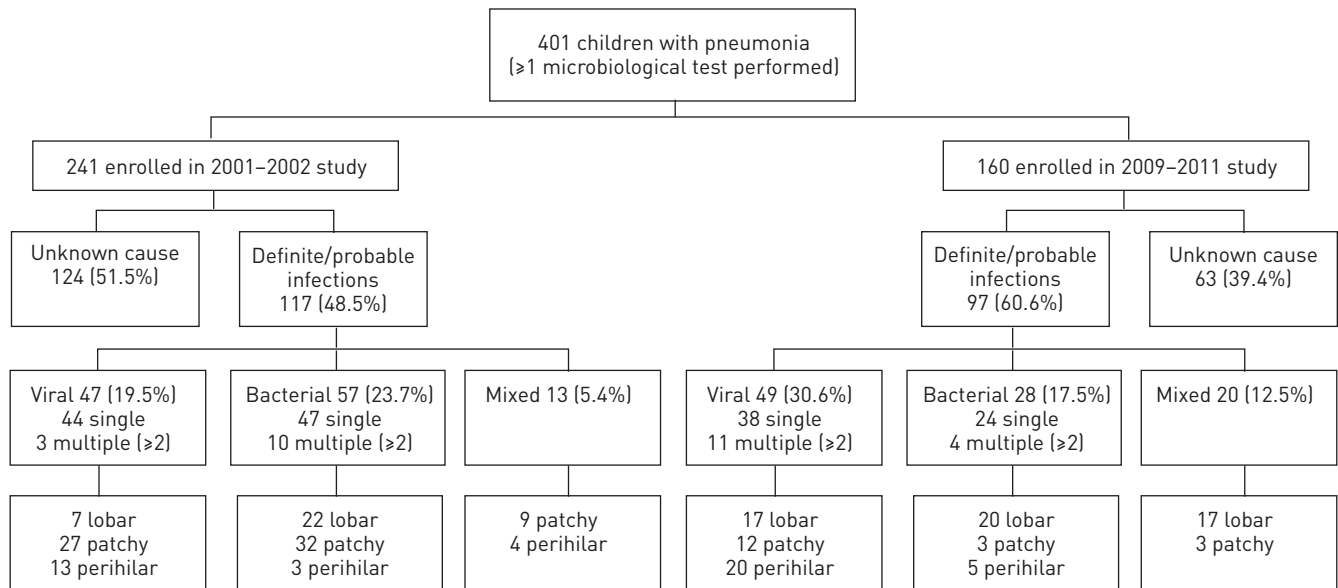 401 children with pneumonia
(⩾1 microbiological test performed)
241 enrolled in 2001–2002 study
160 enrolled in 2009–2011 study
Unknown cause
124 (51.5%)
Definite/probable
infections
117 (48.5%)
Definite/probable
infections
97 (60.6%)
Unknown cause
63 (39.4%)
Viral 47 (19.5%)
44 single
3 multiple (⩾2)
Bacterial 57 (23.7%)
47 single
10 multiple (⩾2)
Mixed 13 (5.4%)
Viral 49 (30.6%)
38 single
11 multiple (⩾2)
Bacterial 28 (17.5%)
24 single
4 multiple (⩾2)
Mixed 20 (12.5%)
7 lobar
27 patchy
13 perihilar
22 lobar
32 patchy
3 perihilar
9 patchy
4 perihilar
17 lobar
12 patchy
20 perihilar
20 lobar
3 patchy
5 perihilar
17 lobar
3 patchy